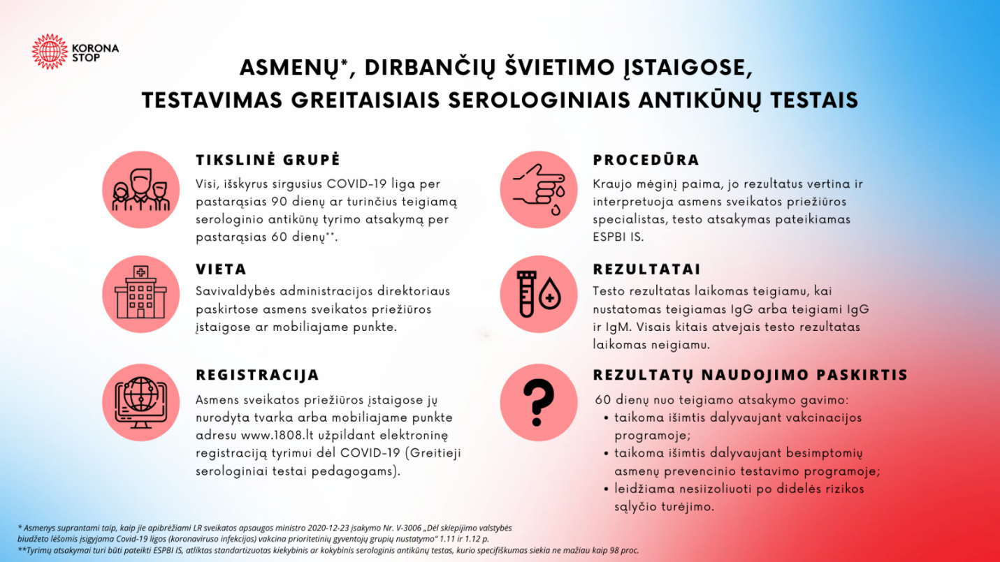 KORONA
STOP
ASMENŲ*, DIRBANČIŲ ŠVIETIMO ĮSTAIGOSE,
TESTAVIMAS GREITAISIAIS SEROLOGINIAIS ANTIKŪNŲ TESTAIS
TIKSLINĖ GRUPĖ
Visi, išskyrus sirgusius COVID-19 liga per
pastarąsias 90 dienų ar turinčius teigiamą
serologinio antikūnų tyrimo atsakymą per
pastarąsias 60 dienų**.
VIETA
Savivaldybės administracijos direktoriaus
paskirtose asmens sveikatos priežiūros
įstaigose ar mobiliajame punkte.
REGISTRACIJA
Asmens sveikatos priežiūros įstaigose jų
nurodyta tvarka arba mobiliajame punkte
adresu www.1808.lt užpildant elektroninę
registraciją tyrimui dėl COVID-19 (Greitieji
serologiniai testai pedagogams).
PROCEDŪRA
Kraujo mėginį paima, jo rezultatus vertina ir
interpretuoja asmens sveikatos priežiūros
specialistas, testo atsakymas pateikiamas
ESPBI IS.
REZULTATAI
Testo rezultatas laikomas teigiamu, kai
nustatomas teigiamas IgG arba teigiami IgG
ir IgM. Visais kitais atvejais testo rezultatas
laikomas neigiamu.
REZULTATŲ NAUDOJIMO PASKIRTIS
60 dienų nuo teigiamo atsakymo gavimo:
• taikoma išimtis dalyvaujant vakcinacijos
programoje;
• taikoma išimtis dalyvaujant besimptomių
asmenų prevencinio testavimo programoje;
• leidžiama nesiizoliuoti po didelės rizikos
sąlyčio turėjimo.
* Asmenys suprantami taip, kaip jie apibrėžiami LR sveikatos apsaugos ministro 2020-12-23 įsakymo Nr. V-3006 „Dėl skiepijimo valstybės
biudžeto lėšomis įsigyjama Covid-19 ligos (koronaviruso infekcijos) vakcina prioritetinių gyventojų grupių nustatymo“ 1.11 ir 1.12 p.
**Tyrimų atsakymai turi būti pateikti ESPBI IS, atliktas standartizuotas kiekybinis ar kokybinis serologinis antikūnų testas, kurio specifiškumas siekia ne mažiau kaip 98 proc.